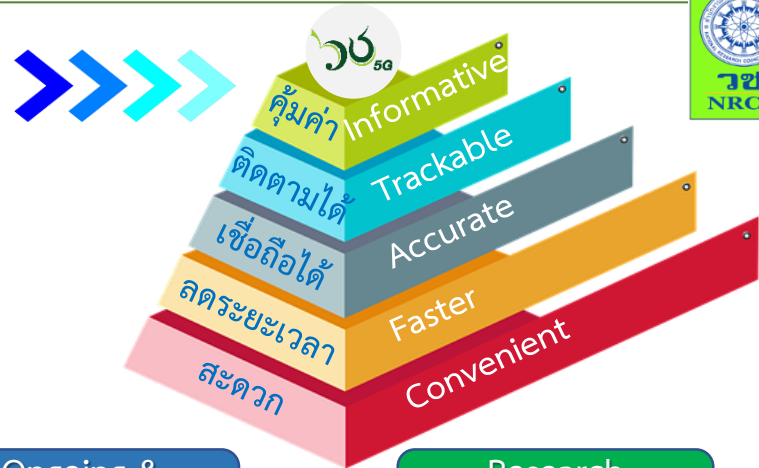 วช
5G
วช
NRC
คุ้มค่า Informative
ติดตามได้ Trackable
เชื่อถือได้ Accurate
ลดระยะเวลา Faster
สะดวก Convenient
Ongoing &
Research